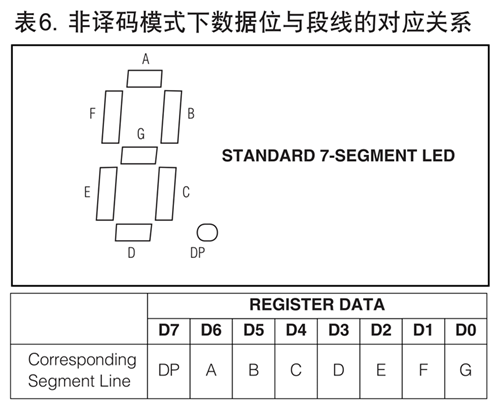 表6. 非译码模式下数据位与段线的对应关系
A
F
B
G
STANDARD 7-SEGMENT LED
E
C
D
DP
REGISTER DATA
D7 D6 D5 D4 D3 D2 D1 D0
Corresponding
Segment Line
DP A B C D E F G